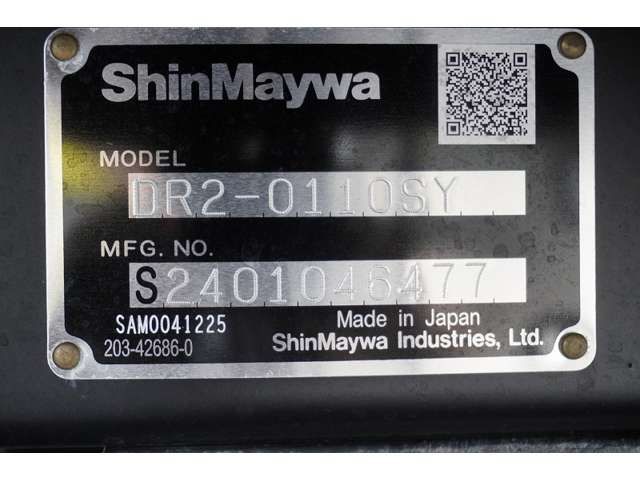 ShinMaywa
MODEL
DR2-0110SY
MFG. NO.
S2401046477
SAM0041225
Made in Japan
203-42686-0
ShinMaywa Industries, Ltd.